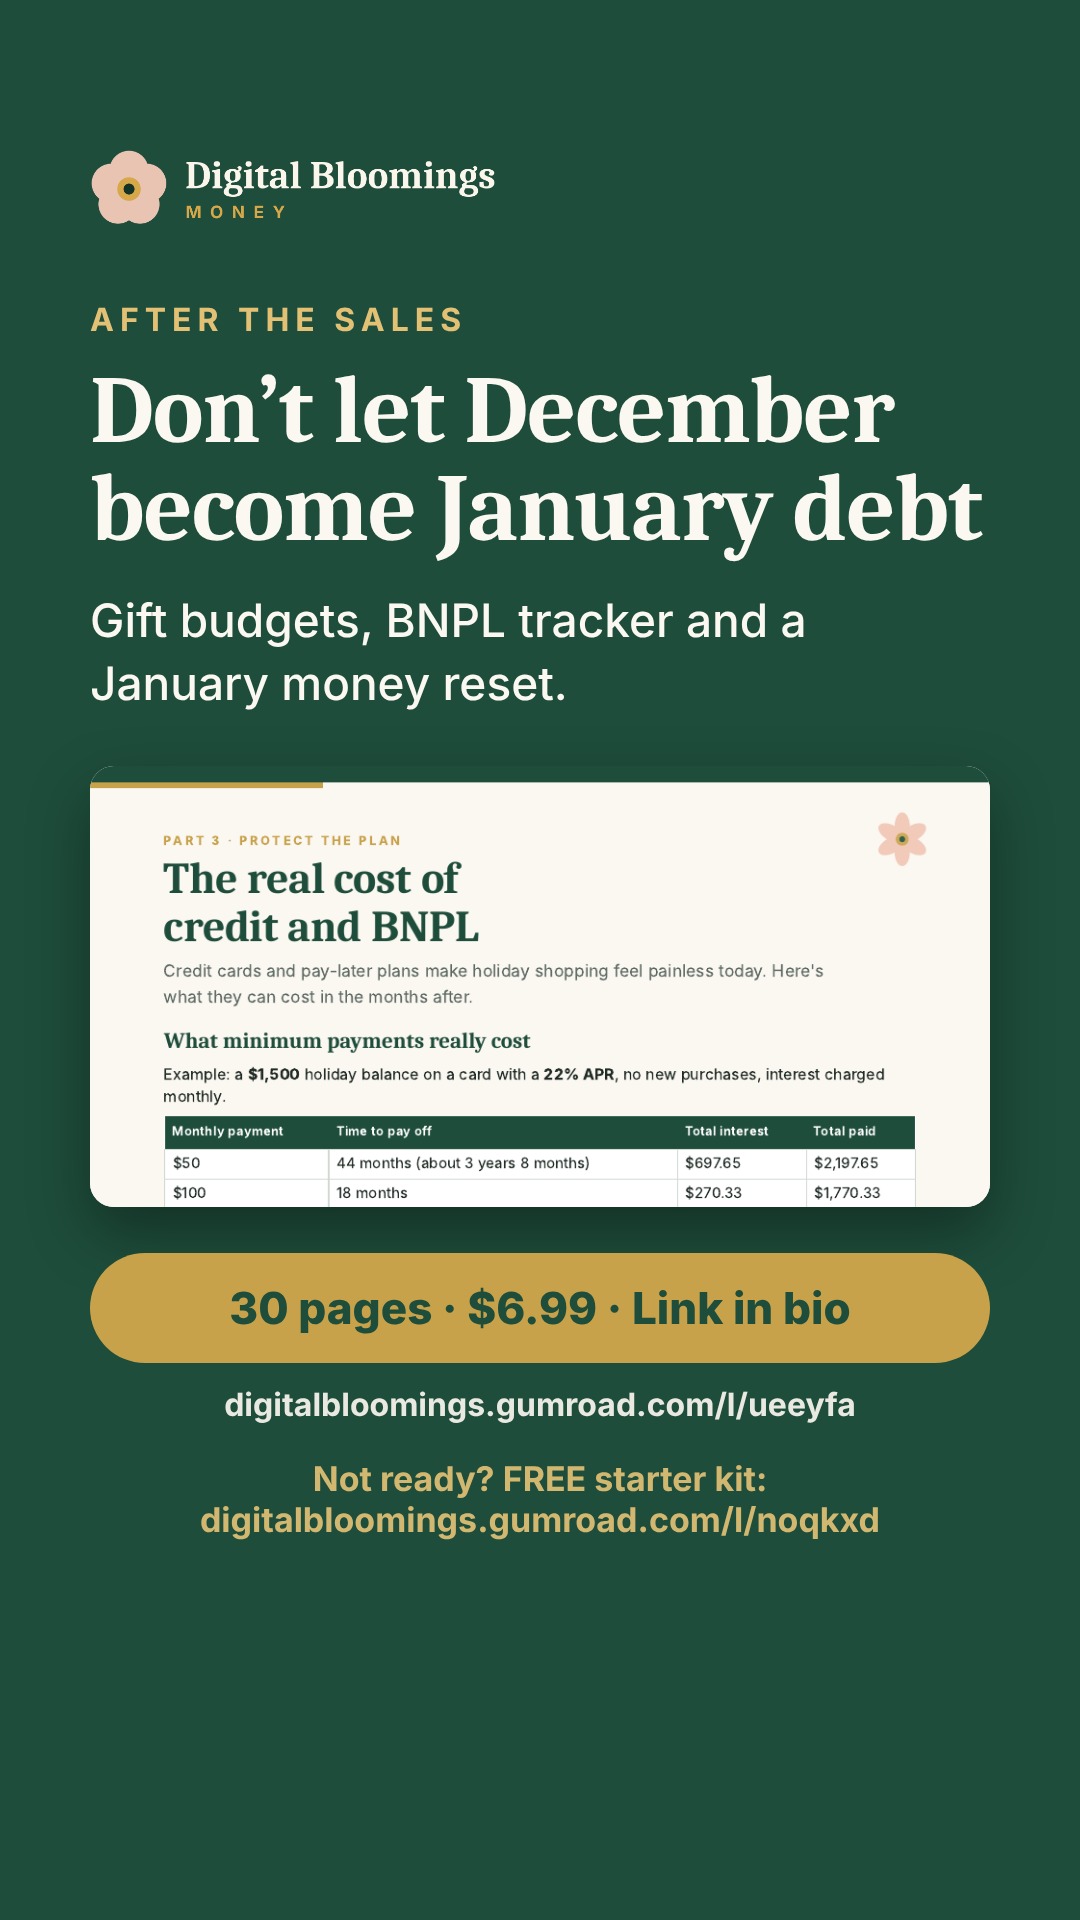 Digital Bloomings
MONEY
AFTER THE SALES
Don’t let December
become January debt
Gift budgets, BNPL tracker and a
January money reset.
PART 3 · PROTECT THE PLAN
The real cost of
credit and BNPL
Credit cards and pay-later plans make holiday shopping feel painless today. Here's
what they can cost in the months after.
What minimum payments really cost
Example: a $1,500 holiday balance on a card with a 22% APR, no new purchases, interest charged
monthly.
Monthly payment Time to pay off Total interest Total paid
$50 44 months (about 3 years 8 months) $697.65 $2,197.65
$100 18 months $270.33 $1,770.33
30 pages · $6.99 · Link in bio
digitalbloomings.gumroad.com/l/ueeyfa
Not ready? FREE starter kit:
digitalbloomings.gumroad.com/l/noqkxd